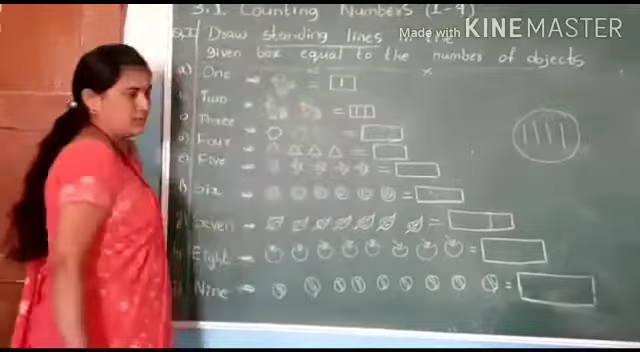 3.1 Counting Numbers (1-9)
Made with KINEMASTER
Draw standing lines in the
given box equal to the number of objects
a) One
Two
Three
Four
e) Five
f) Six
Seven
Eight
Nine